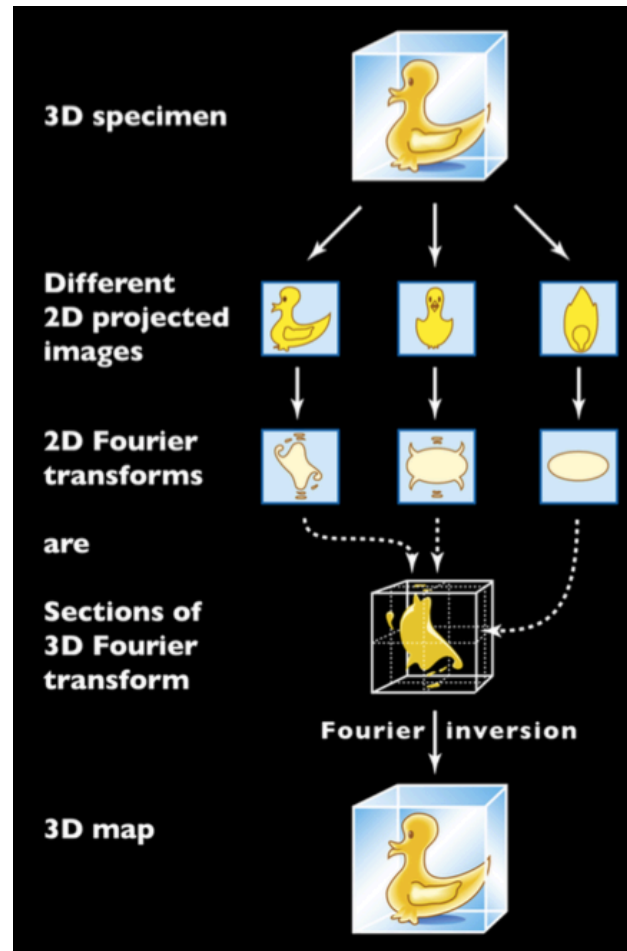 3D specimen
Different
2D projected
images
2D Fourier
transforms
are
Sections of
3D Fourier
transform
Fourier inversion
3D map